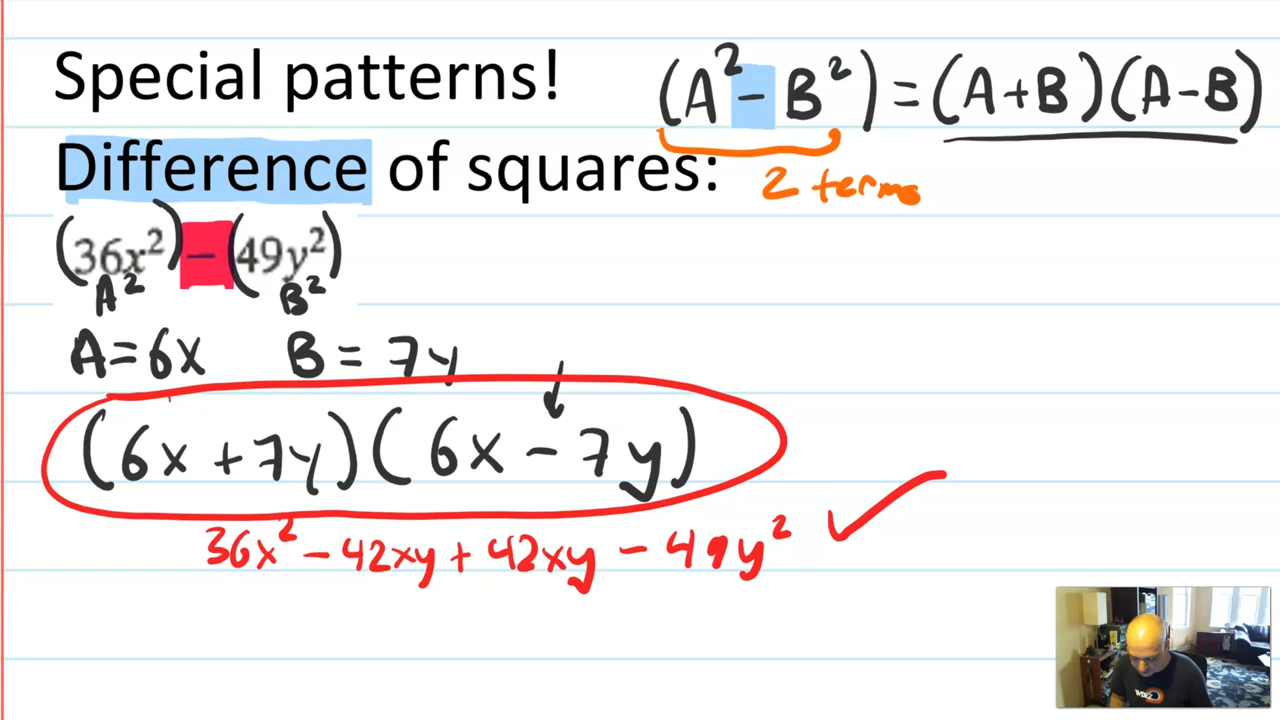 Special patterns!
(A² - B²) = (A+B)(A-B)
Difference of squares:
2 terms
(36x²) - (49y²)
A² B²
A=6x B = 7y
(6x +7y)(6x - 7y)
36x² - 42xy + 42xy - 49y²